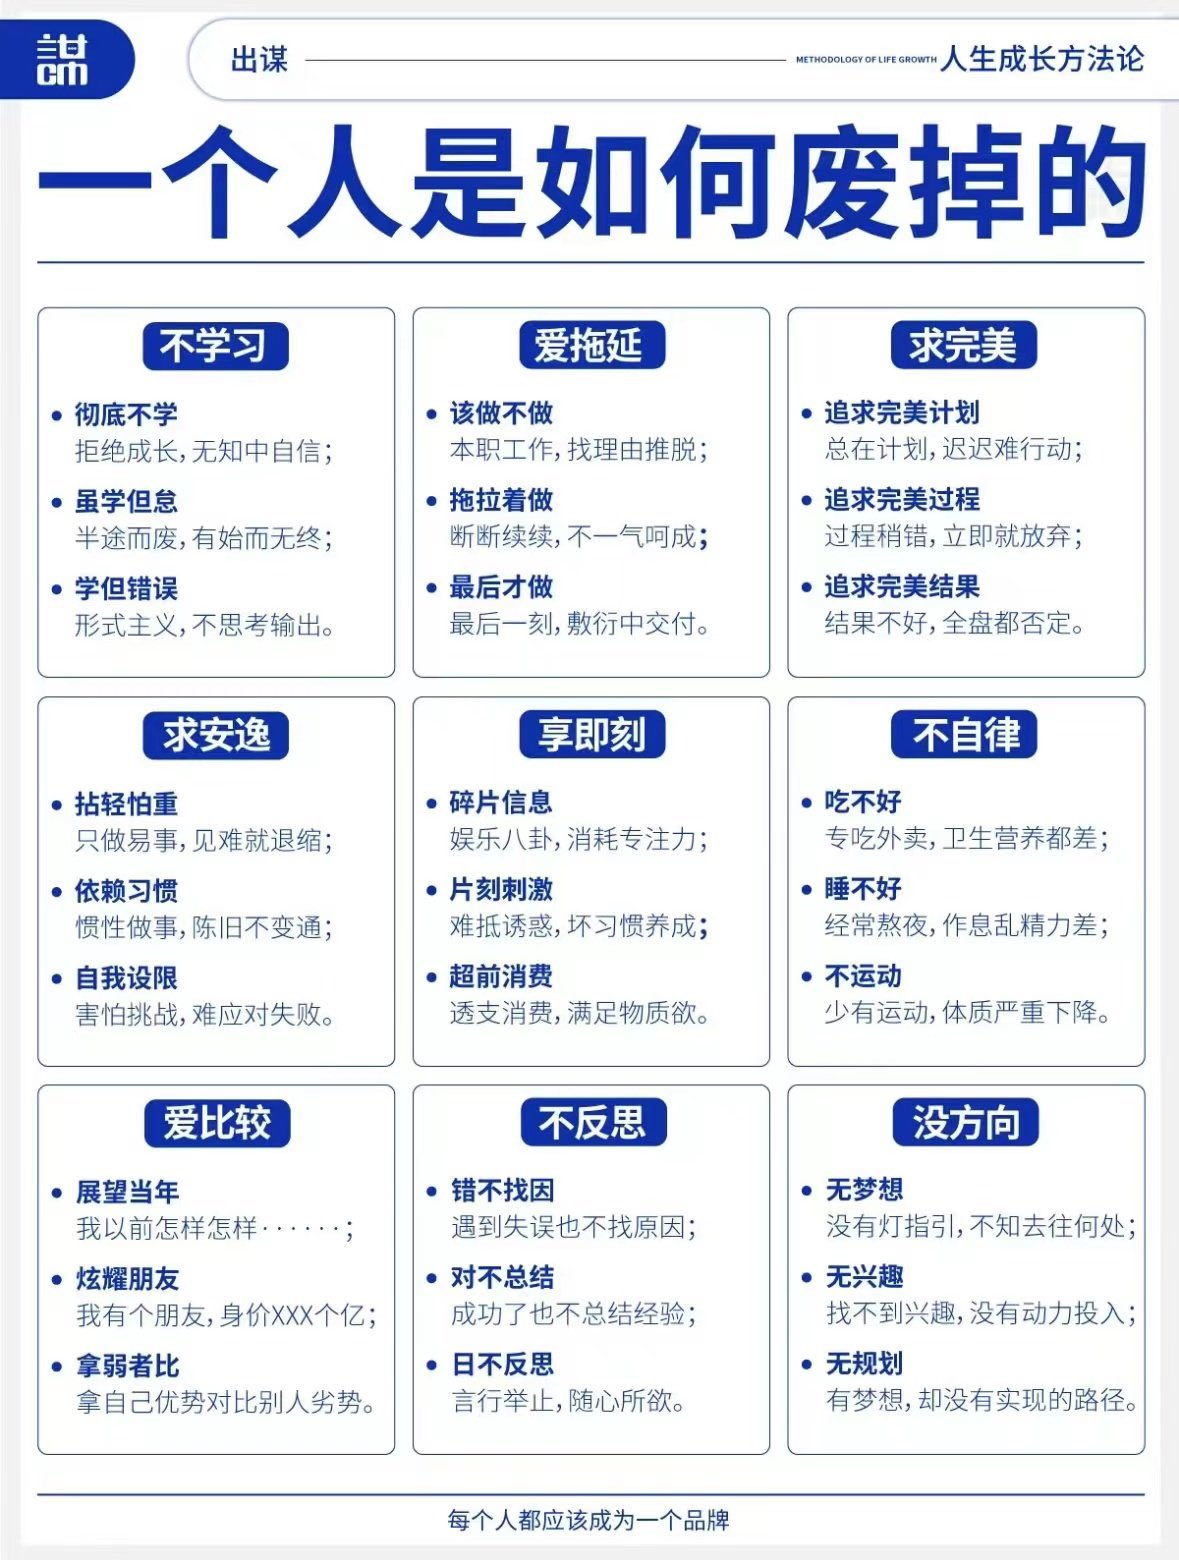 謀
cm
出谋
METHODOLOGY OF LIFE GROWTH 人生成长方法论
一个人是如何废掉的
不学习
• 彻底不学
拒绝成长，无知中自信；
• 虽学但怠
半途而废，有始而无终；
• 学但错误
形式主义，不思考输出。
爱拖延
• 该做不做
本职工作，找理由推脱；
• 拖拉着做
断断续续，不一气呵成；
• 最后才做
最后一刻，敷衍中交付。
求完美
• 追求完美计划
总在计划，迟迟难行动；
• 追求完美过程
过程稍错，立即就放弃；
• 追求完美结果
结果不好，全盘都否定。
求安逸
• 拈轻怕重
只做易事，见难就退缩；
• 依赖习惯
惯性做事，陈旧不变通；
• 自我设限
害怕挑战，难应对失败。
享即刻
• 碎片信息
娱乐八卦，消耗专注力；
• 片刻刺激
难抵诱惑，坏习惯养成；
• 超前消费
透支消费，满足物质欲。
不自律
• 吃不好
专吃外卖，卫生营养都差；
• 睡不好
经常熬夜，作息乱精力差；
• 不运动
少有运动，体质严重下降。
爱比较
• 展望当年
我以前怎样怎样······；
• 炫耀朋友
我有个朋友，身价XXX个亿；
• 拿弱者比
拿自己优势对比别人劣势。
不反思
• 错不找因
遇到失误也不找原因；
• 对不总结
成功了也不总结经验；
• 日不反思
言行举止，随心所欲。
没方向
• 无梦想
没有灯指引，不知去往何处；
• 无兴趣
找不到兴趣，没有动力投入；
• 无规划
有梦想，却没有实现的路径。
每个人都应该成为一个品牌